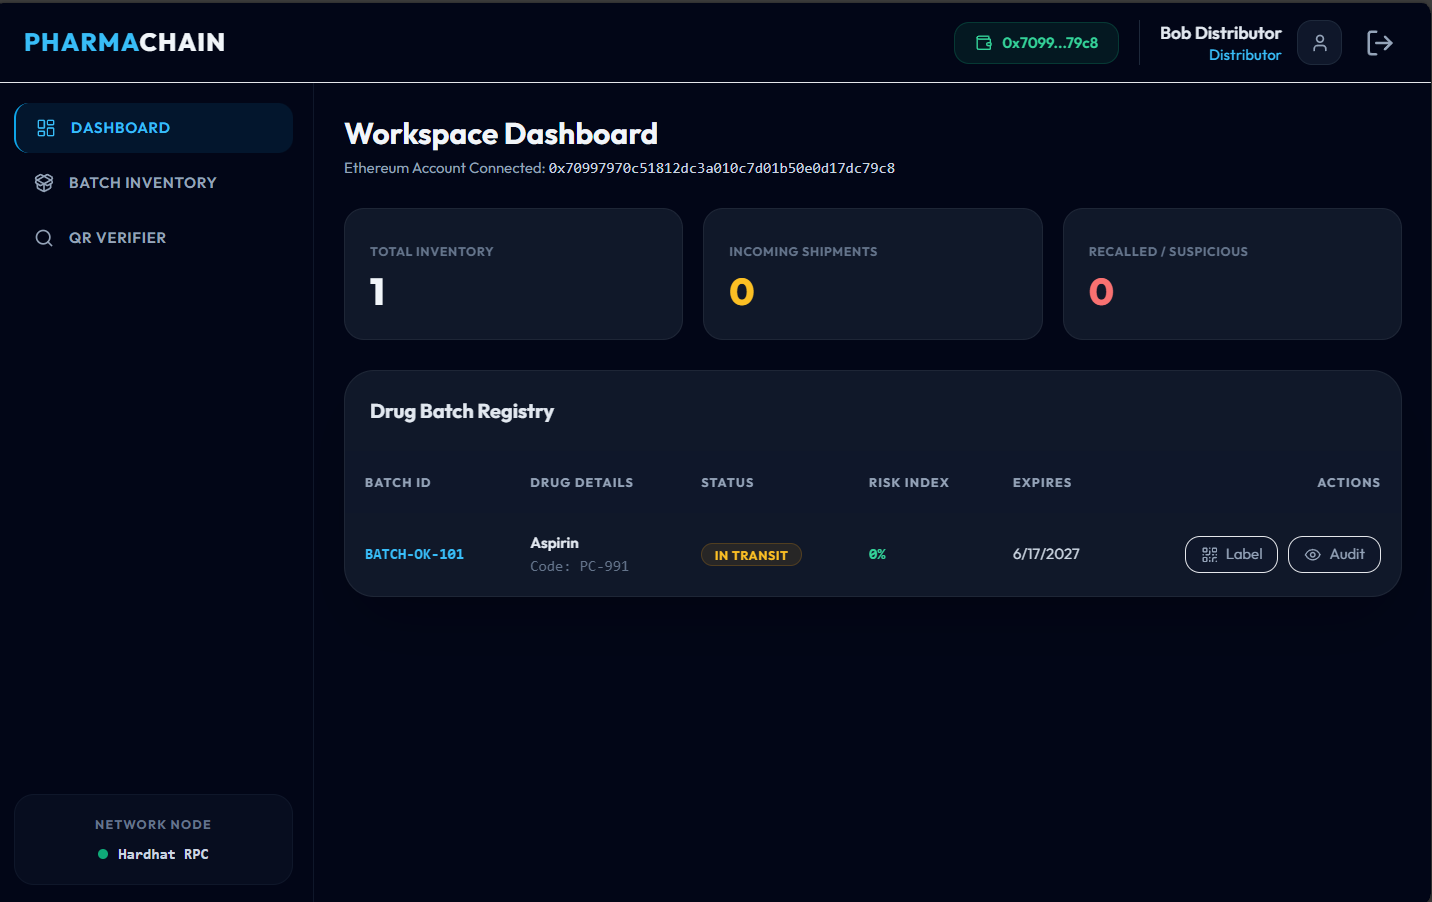 PHARMACHAIN
0x7099...79c8
Bob Distributor
Distributor
DASHBOARD
BATCH INVENTORY
QR VERIFIER
Workspace Dashboard
Ethereum Account Connected: 0x70997970c51812dc3a010c7d01b50e0d17dc79c8
TOTAL INVENTORY
1
INCOMING SHIPMENTS
0
RECALLED / SUSPICIOUS
0
Drug Batch Registry
BATCH ID DRUG DETAILS STATUS RISK INDEX EXPIRES ACTIONS
BATCH-OK-101 Aspirin IN TRANSIT 0% 6/17/2027 Label Audit
Code: PC-991
NETWORK NODE
Hardhat RPC